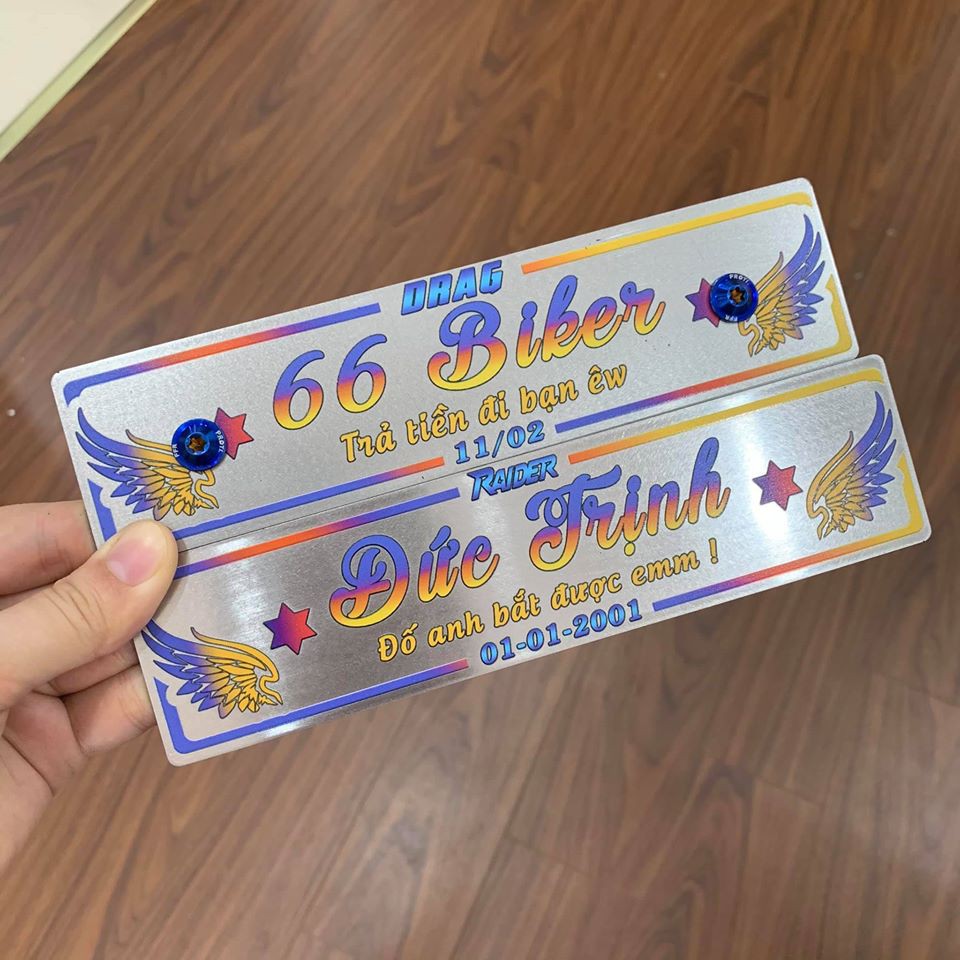 DRAG
66 Biker
Trả tiền đi bạn êw
11/02
RAIDER
Đức Trịnh
Đố anh bắt được emm !
01-01-2001